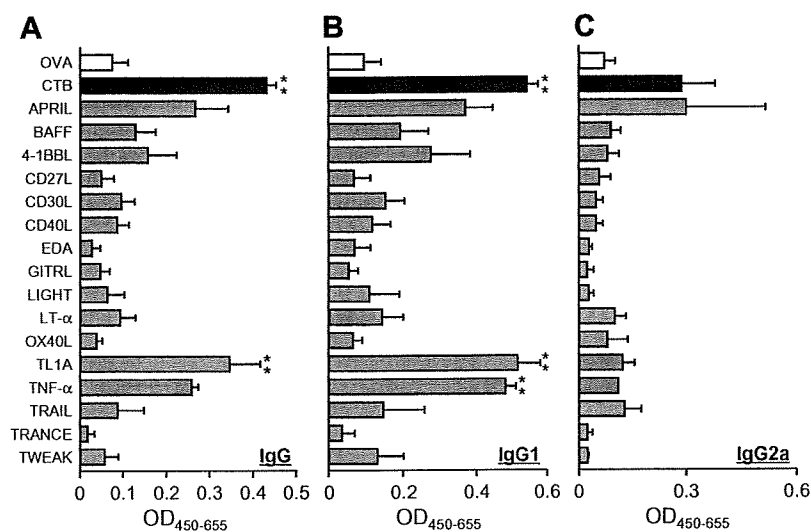 A B C
OVA
CTB **  **
APRIL
BAFF
4-1BBL
CD27L
CD30L
CD40L
EDA
GITRL
LIGHT
LT-α
OX40L
TL1A **  **
TNF-α **
TRAIL
TRANCE
TWEAK
IgG IgG1 IgG2a
0 0.1 0.2 0.3 0.4 0.5 0 0.2 0.4 0.6 0 0.3 0.6
OD450-655 OD450-655 OD450-655